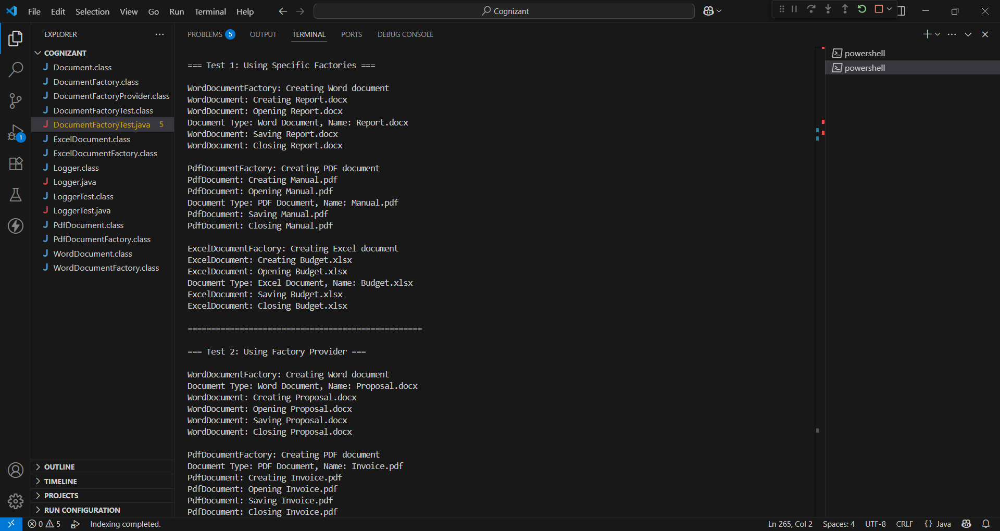 File Edit Selection View Go Run Terminal Help
Cognizant
EXPLORER
COGNIZANT
Document.class
DocumentFactory.class
DocumentFactoryProvider.class
DocumentFactoryTest.class
DocumentFactoryTest.java 5
ExcelDocument.class
ExcelDocumentFactory.class
Logger.class
Logger.java
LoggerTest.class
LoggerTest.java
PdfDocument.class
PdfDocumentFactory.class
WordDocument.class
WordDocumentFactory.class
OUTLINE
TIMELINE
PROJECTS
RUN CONFIGURATION
1
PROBLEMS 5 OUTPUT TERMINAL PORTS DEBUG CONSOLE
=== Test 1: Using Specific Factories ===
WordDocumentFactory: Creating Word document
WordDocument: Creating Report.docx
WordDocument: Opening Report.docx
Document Type: Word Document, Name: Report.docx
WordDocument: Saving Report.docx
WordDocument: Closing Report.docx
PdfDocumentFactory: Creating PDF document
PdfDocument: Creating Manual.pdf
PdfDocument: Opening Manual.pdf
Document Type: PDF Document, Name: Manual.pdf
PdfDocument: Saving Manual.pdf
PdfDocument: Closing Manual.pdf
ExcelDocumentFactory: Creating Excel document
ExcelDocument: Creating Budget.xlsx
ExcelDocument: Opening Budget.xlsx
Document Type: Excel Document, Name: Budget.xlsx
ExcelDocument: Saving Budget.xlsx
ExcelDocument: Closing Budget.xlsx
==================================================
=== Test 2: Using Factory Provider ===
WordDocumentFactory: Creating Word document
Document Type: Word Document, Name: Proposal.docx
WordDocument: Creating Proposal.docx
WordDocument: Opening Proposal.docx
WordDocument: Saving Proposal.docx
WordDocument: Closing Proposal.docx
PdfDocumentFactory: Creating PDF document
Document Type: PDF Document, Name: Invoice.pdf
PdfDocument: Creating Invoice.pdf
PdfDocument: Opening Invoice.pdf
PdfDocument: Saving Invoice.pdf
PdfDocument: Closing Invoice.pdf
powershell
powershell
0 5 Indexing completed. Ln 265, Col 2 Spaces: 4 UTF-8 CRLF {} Java